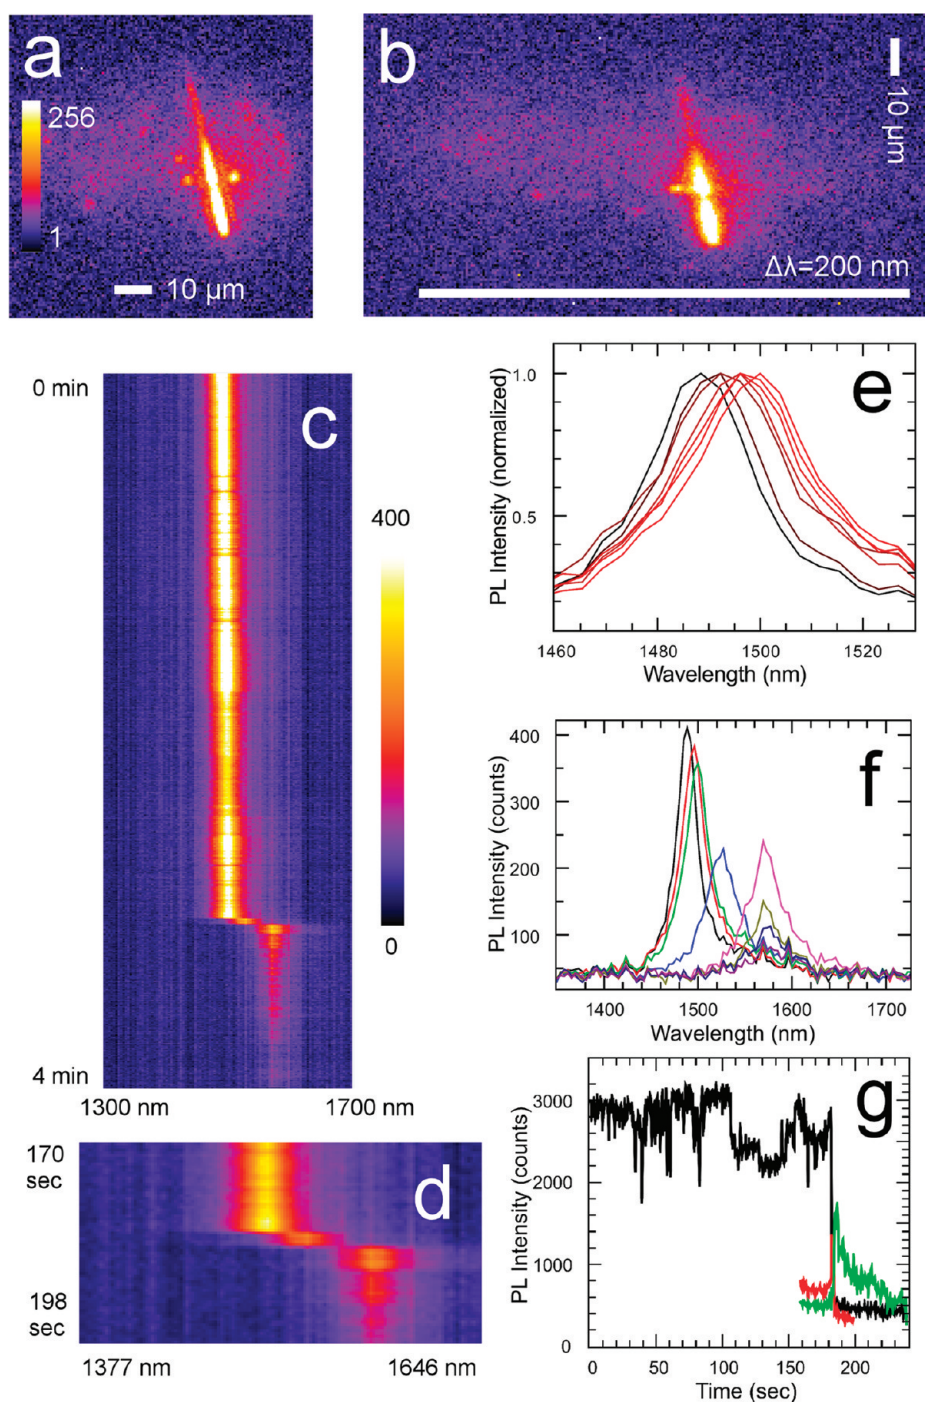 a
256
1
10 µm
b
10 µm
Δλ=200 nm
0 min
c
4 min
1300 nm 1700 nm
400
0
170
sec
d
198
sec
1377 nm 1646 nm
e
PL Intensity (normalized)
1.0
0.5
1460 1480 1500 1520
Wavelength (nm)
f
PL Intensity (counts)
400
300
200
100
1400 1500 1600 1700
Wavelength (nm)
g
PL Intensity (counts)
3000
2000
1000
0
0 50 100 150 200
Time (sec)